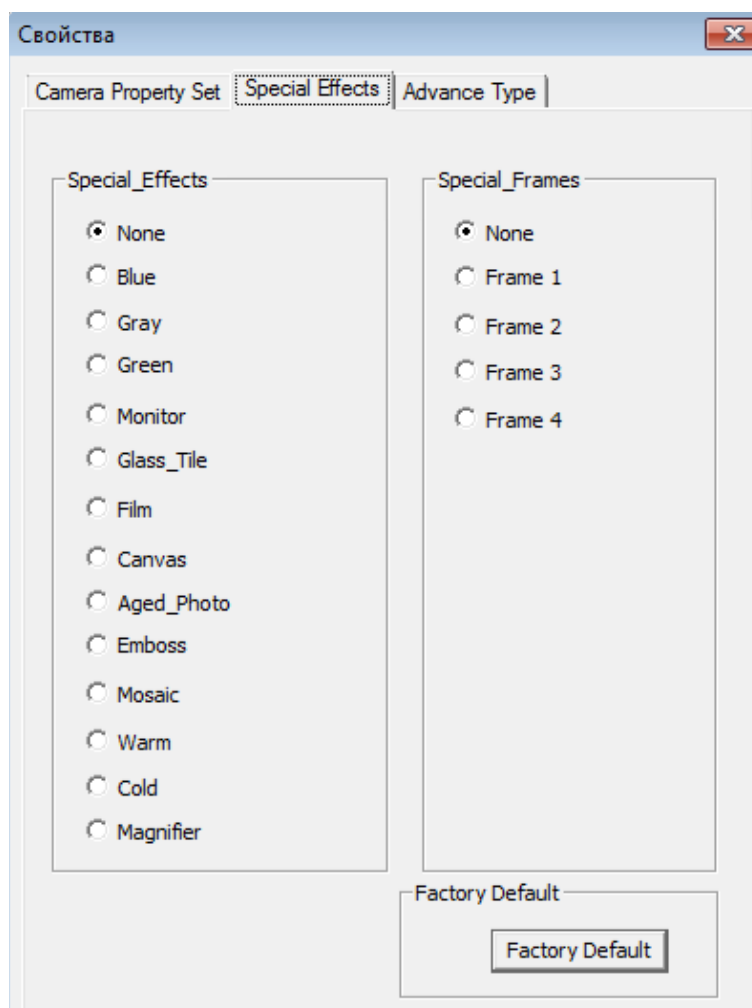 Свойства
Camera Property Set
Special Effects
Advance Type
Special_Effects
None
Blue
Gray
Green
Monitor
Glass_Tile
Film
Canvas
Aged_Photo
Emboss
Mosaic
Warm
Cold
Magnifier
Special_Frames
None
Frame 1
Frame 2
Frame 3
Frame 4
Factory Default
Factory Default